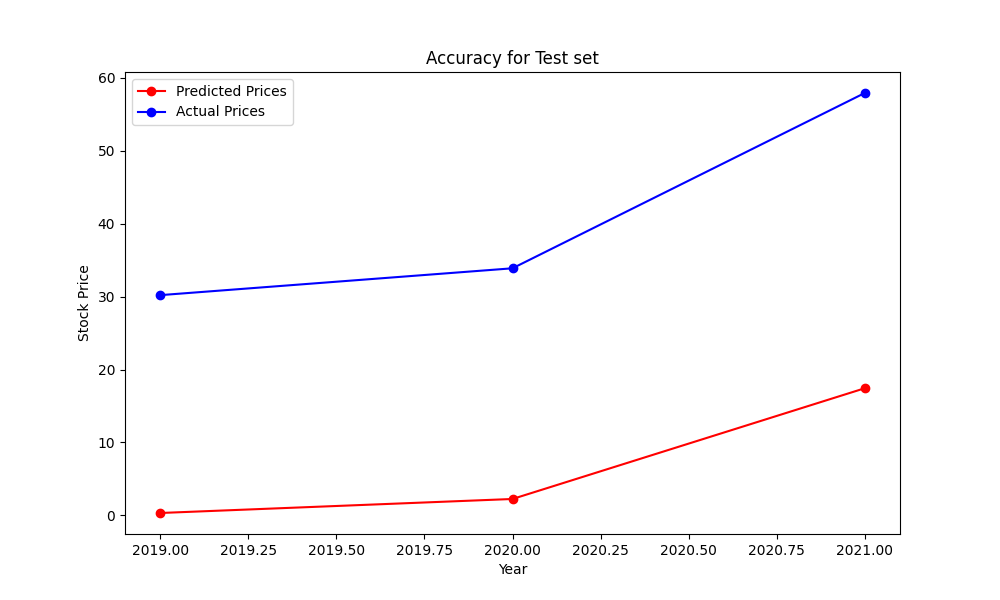 Accuracy for Test set
Predicted Prices
Actual Prices
60
50
40
30
20
10
0
Stock Price
2019.00 2019.25 2019.50 2019.75 2020.00 2020.25 2020.50 2020.75 2021.00
Year